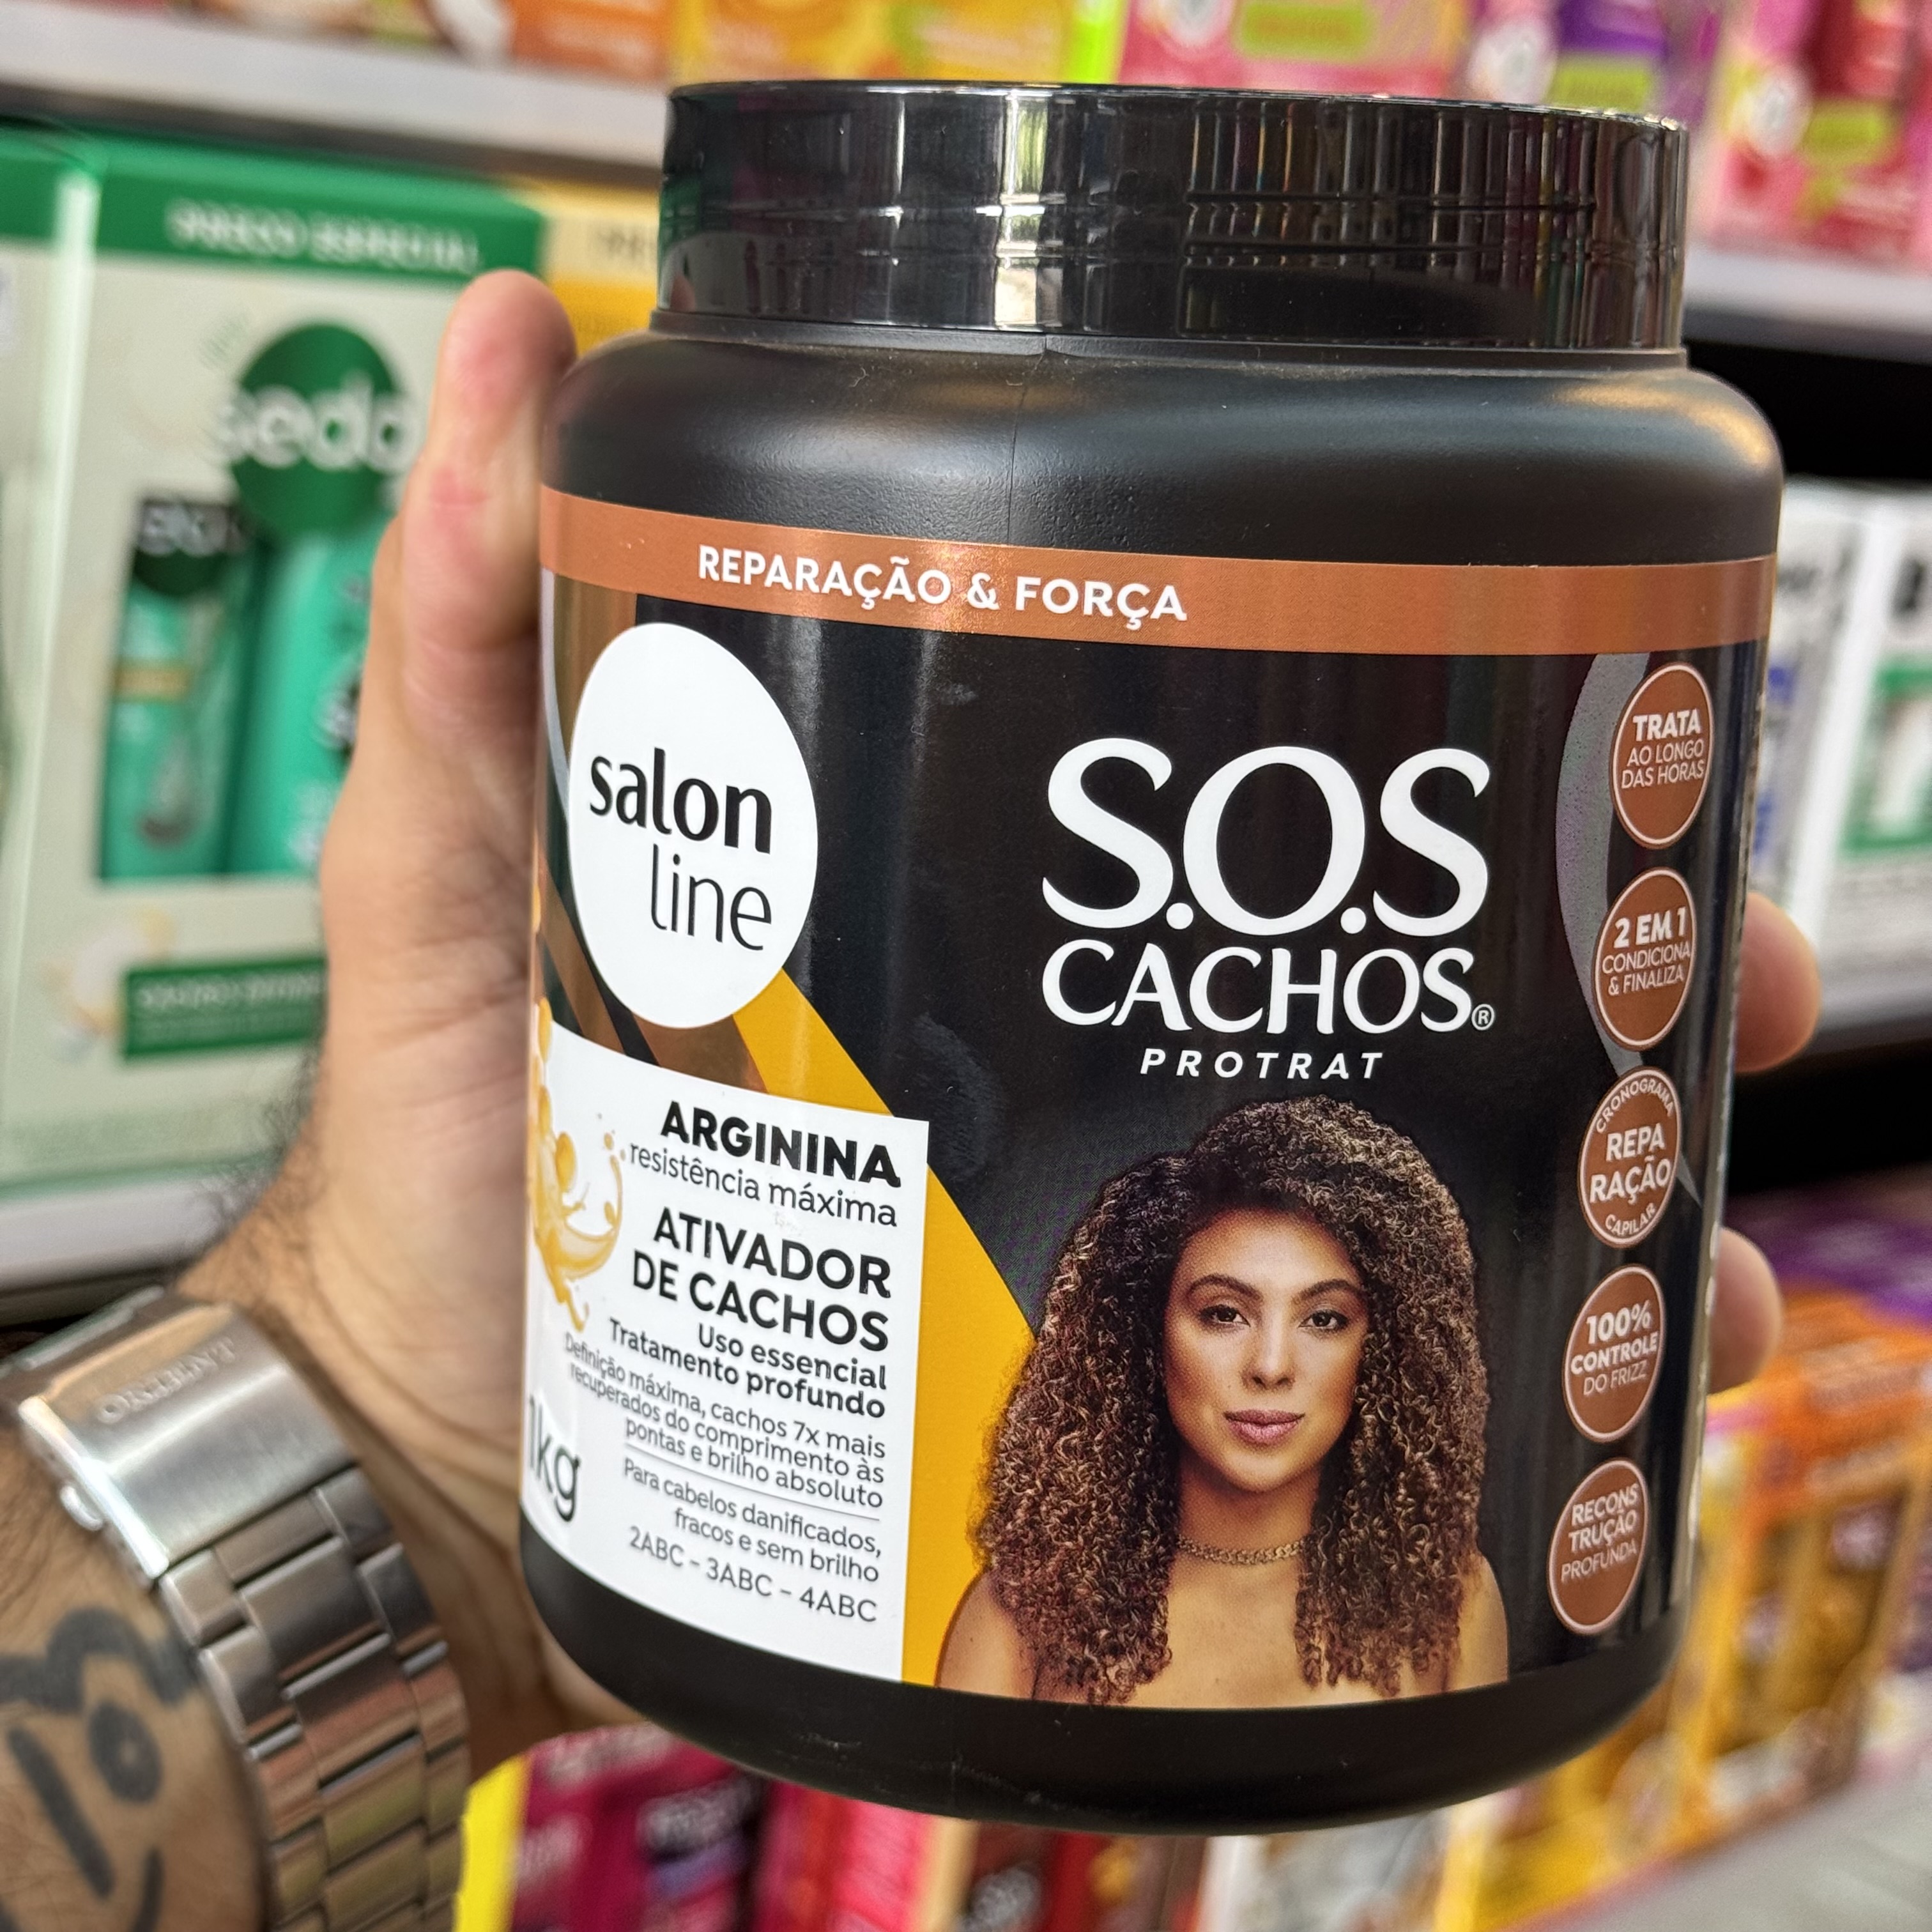 PREÇO ESPECIAL
seda
REPARAÇÃO & FORÇA
salon
line
S.O.S
CACHOS®
PROTRAT
ARGININA
resistência máxima
ATIVADOR
DE CACHOS
Uso essencial
Tratamento profundo
Definição máxima, cachos 7x mais
recuperados do comprimento às
pontas e brilho absoluto
Para cabelos danificados,
fracos e sem brilho
2ABC - 3ABC - 4ABC
1kg
TRATA
AO LONGO
DAS HORAS
2 EM 1
CONDICIONA
& FINALIZA
CRONOGRAMA
REPA
RAÇÃO
CAPILAR
100%
CONTROLE
DO FRIZZ
RECONS
TRUÇÃO
PROFUNDA
ORIENT